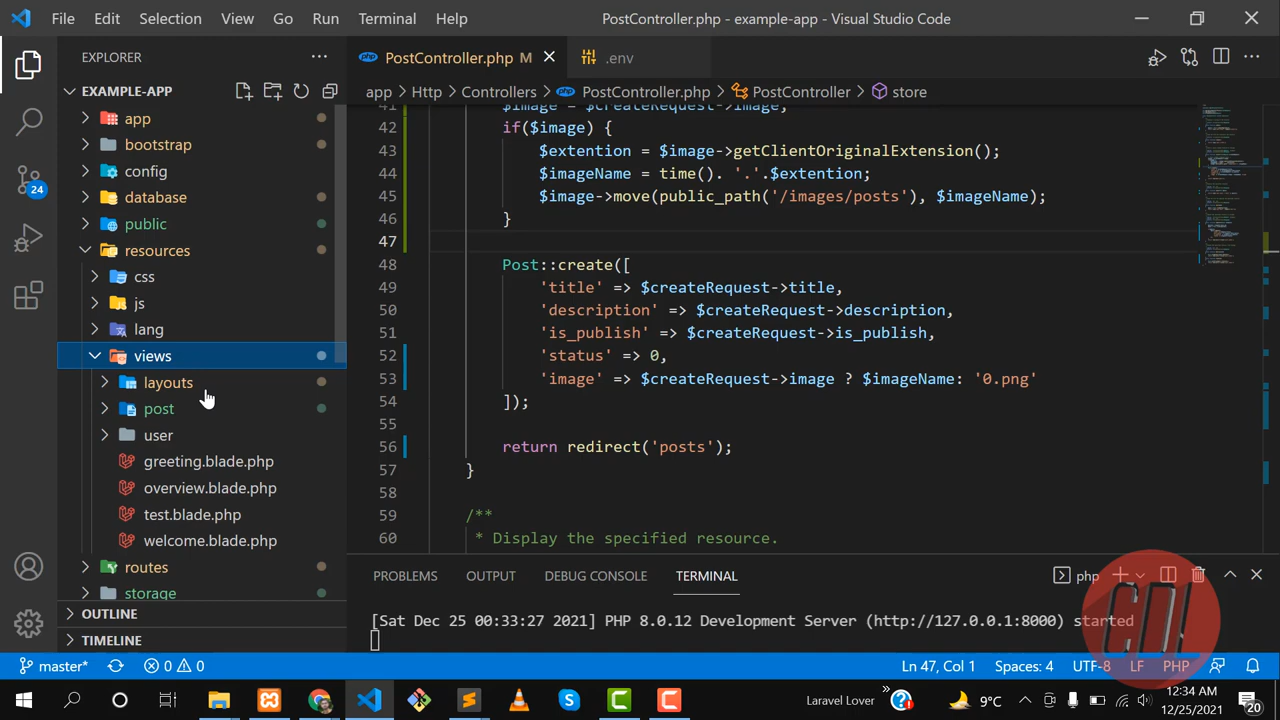 File Edit Selection View Go Run Terminal Help PostController.php - example-app - Visual Studio Code
EXPLORER
PostController.php M
.env
EXAMPLE-APP
app > Http > Controllers > PostController.php > PostController > store
app
bootstrap
config
database
public
resources
css
js
lang
views
layouts
post
user
greeting.blade.php
overview.blade.php
test.blade.php
welcome.blade.php
routes
storage
OUTLINE
TIMELINE
41 $image = $createRequest->image;
42 if($image) {
43 $extention = $image->getClientOriginalExtension();
44 $imageName = time(). '.'.$extention;
45 $image->move(public_path('/images/posts'), $imageName);
46 }
47
48 Post::create([
49 'title' => $createRequest->title,
50 'description' => $createRequest->description,
51 'is_publish' => $createRequest->is_publish,
52 'status' => 0,
53 'image' => $createRequest->image ? $imageName: '0.png'
54 ]);
55
56 return redirect('posts');
57 }
58
59 /**
60 * Display the specified resource.
PROBLEMS OUTPUT DEBUG CONSOLE TERMINAL
php
[Sat Dec 25 00:33:27 2021] PHP 8.0.12 Development Server (http://127.0.0.1:8000) started
CDL
24
master* 0 0 Ln 47, Col 1 Spaces: 4 UTF-8 LF PHP
Laravel Lover
9°C
12:34 AM
12/25/2021
20